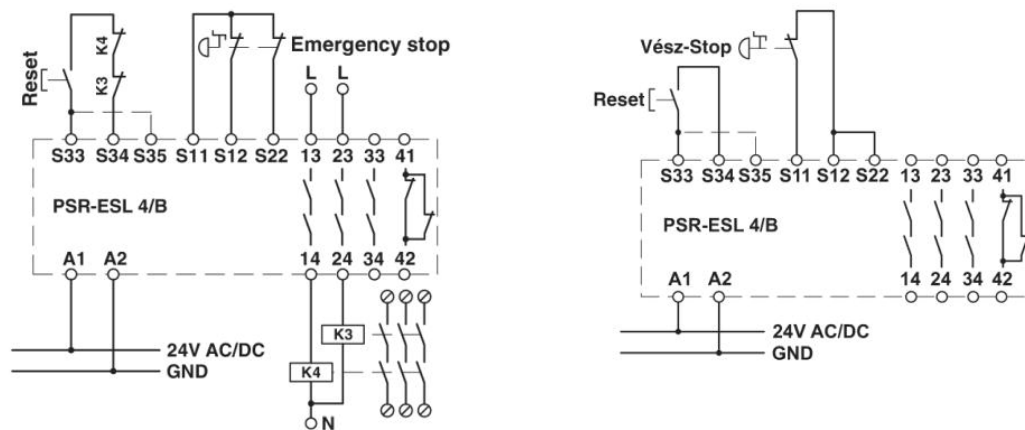 K4
K3
Reset
Emergency stop
L L
S33 S34 S35 S11 S12 S22 13 23 33 41
PSR-ESL 4/B
A1 A2 14 24 34 42
K3
K4
24V AC/DC
GND
N
Vész-Stop
Reset
S33 S34 S35 S11 S12 S22 13 23 33 41
PSR-ESL 4/B
A1 A2 14 24 34 42
24V AC/DC
GND